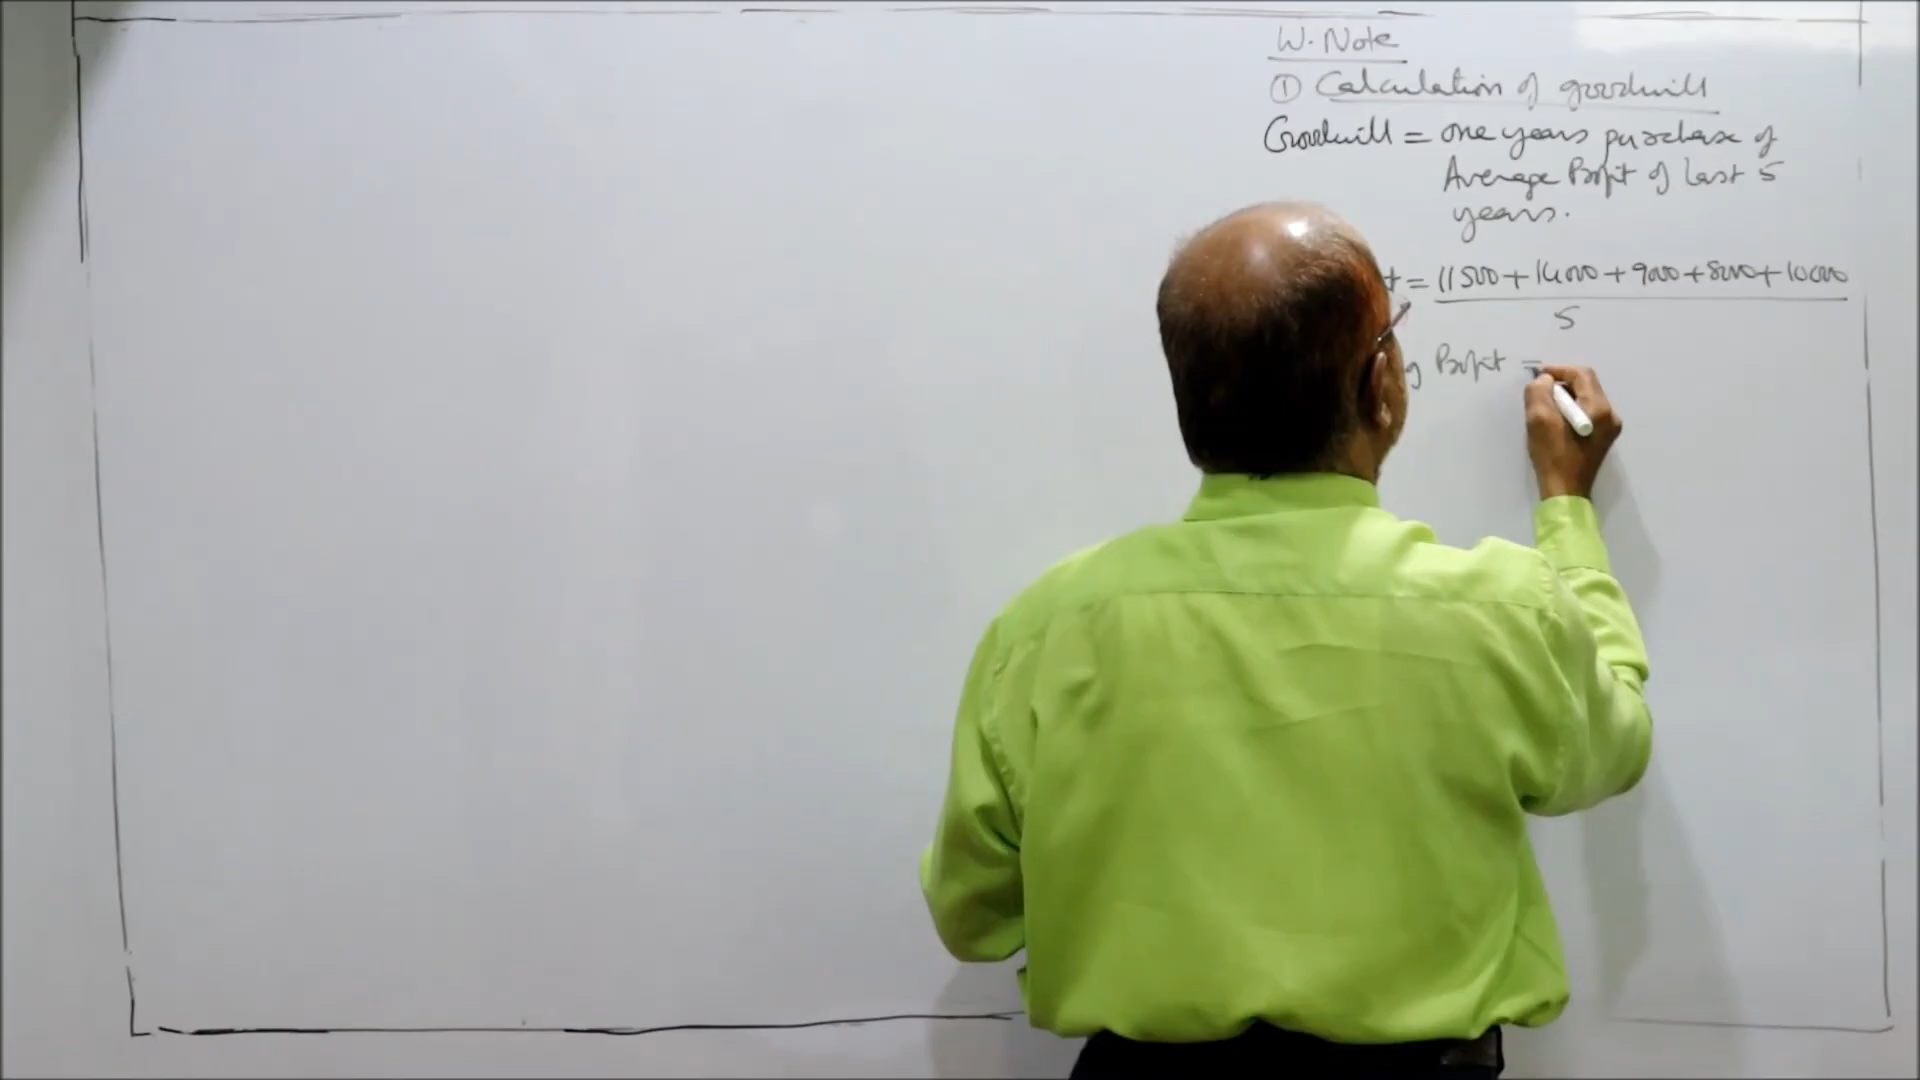 W. Note
① Calculation of goodwill
Goodwill = one years purchase of
Average Profit of last 5
years.
t = 11500 + 14000 + 9000 + 8000 + 10000
5
g Profit =